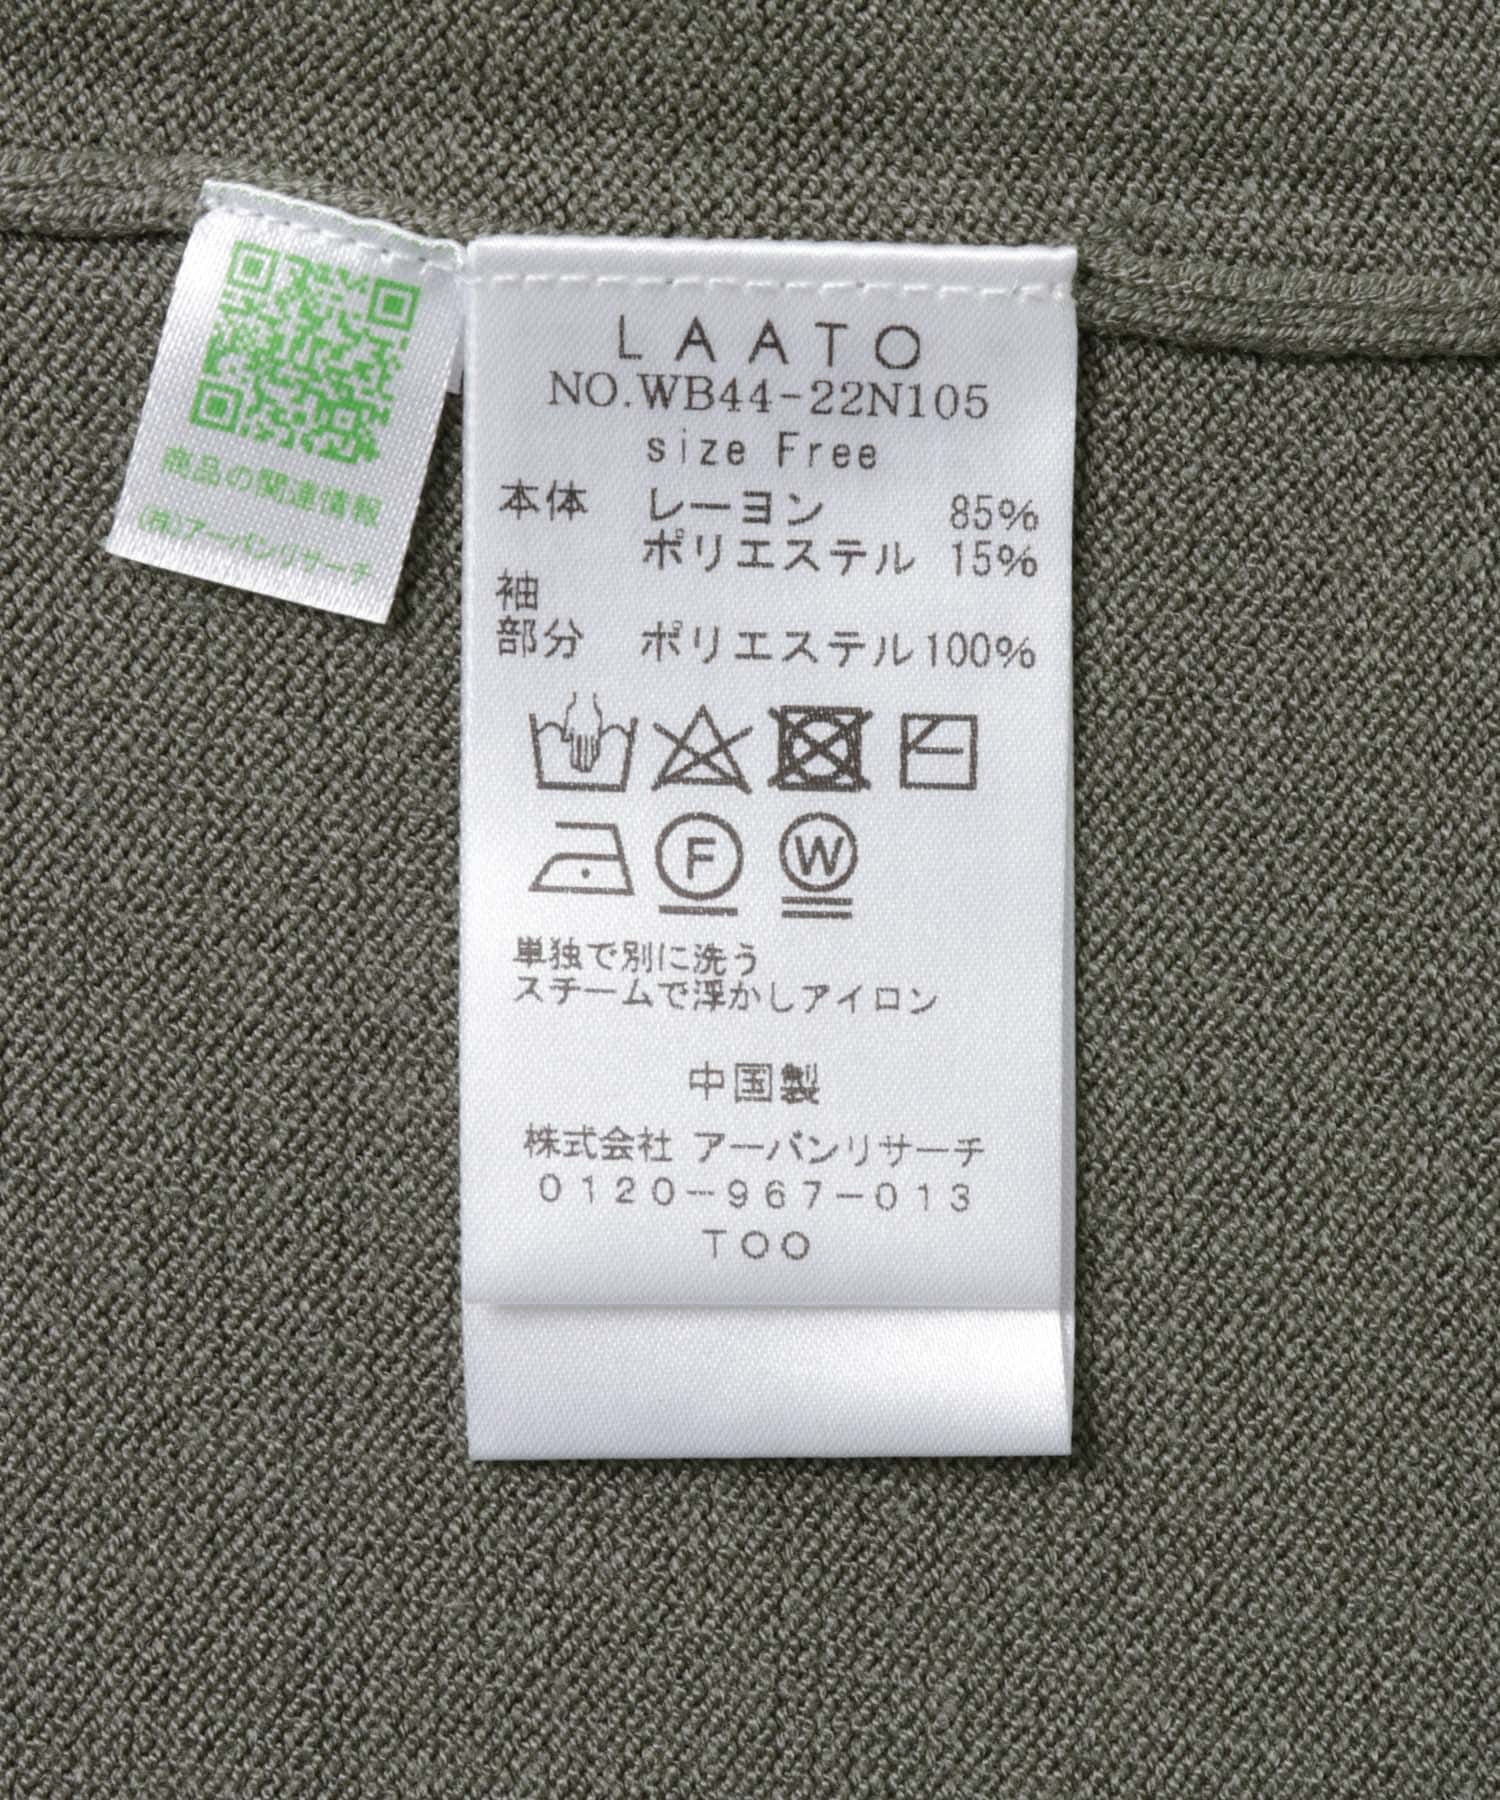 商品の関連情報
(株)アーバンリサーチ
LAATO
NO.WB44-22N105
size Free
本体 レーヨン 85%
ポリエステル 15%
袖
部分 ポリエステル100%
F W
単独で別に洗う
スチームで浮かしアイロン
中国製
株式会社 アーバンリサーチ
0120-967-013
TOO